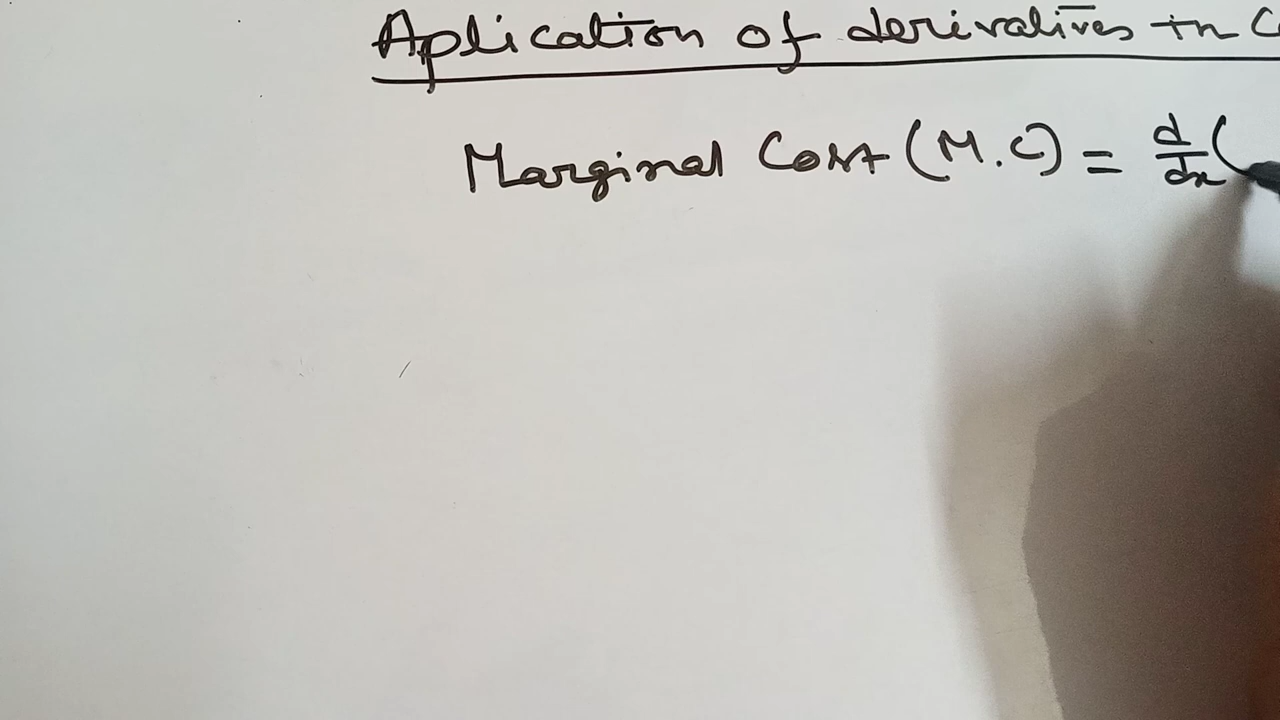 Aplication of derivatives in C
Marginal Cost (M.C) = d/dx (